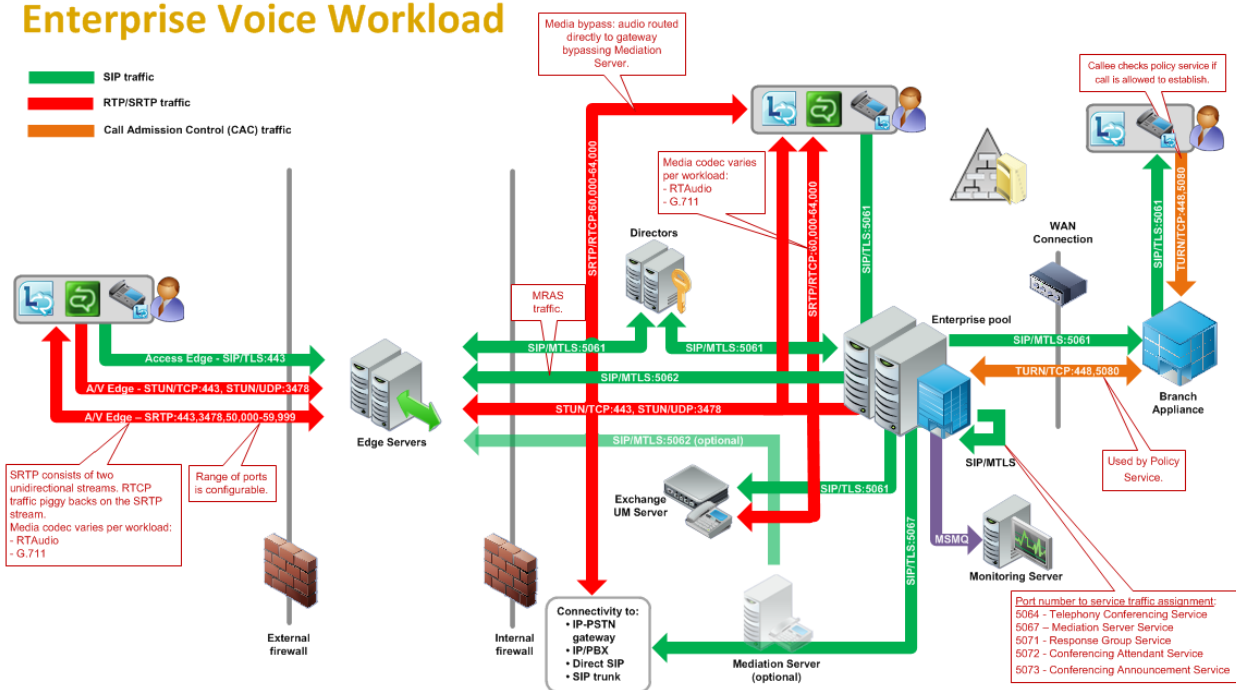 Enterprise Voice Workload
SIP traffic
RTP/SRTP traffic
Call Admission Control (CAC) traffic
Media bypass: audio routed
directly to gateway
bypassing Mediation
Server.
Callee checks policy service if
call is allowed to establish.
Media codec varies
per workload:
- RTAudio
- G.711
SRTP/RTCP:60,000-64,000
SRTP/RTCP:60,000-64,000
SIP/TLS:5061
SIP/TLS:5061
TURN/TCP:448,5080
WAN
Connection
Directors
MRAS
traffic.
Enterprise pool
Access Edge - SIP/TLS:443
SIP/MTLS:5061
SIP/MTLS:5061
SIP/MTLS:5061
A/V Edge - STUN/TCP:443, STUN/UDP:3478
SIP/MTLS:5062
TURN/TCP:448,5080
A/V Edge – SRTP:443,3478,50,000-59,999
STUN/TCP:443, STUN/UDP:3478
Branch
Appliance
Edge Servers
SIP/MTLS:5062 (optional)
SIP/MTLS
SRTP consists of two
unidirectional streams. RTCP
traffic piggy backs on the SRTP
stream.
Media codec varies per workload:
- RTAudio
- G.711
Range of ports
is configurable.
Used by Policy
Service.
Exchange
UM Server
SIP/TLS:5061
SIP/TLS:5067
MSMQ
Monitoring Server
External
firewall
Internal
firewall
Connectivity to:
• IP-PSTN
gateway
• IP/PBX
• Direct SIP
• SIP trunk
Mediation Server
(optional)
Port number to service traffic assignment:
5064 - Telephony Conferencing Service
5067 – Mediation Server Service
5071 - Response Group Service
5072 - Conferencing Attendant Service
5073 - Conferencing Announcement Service